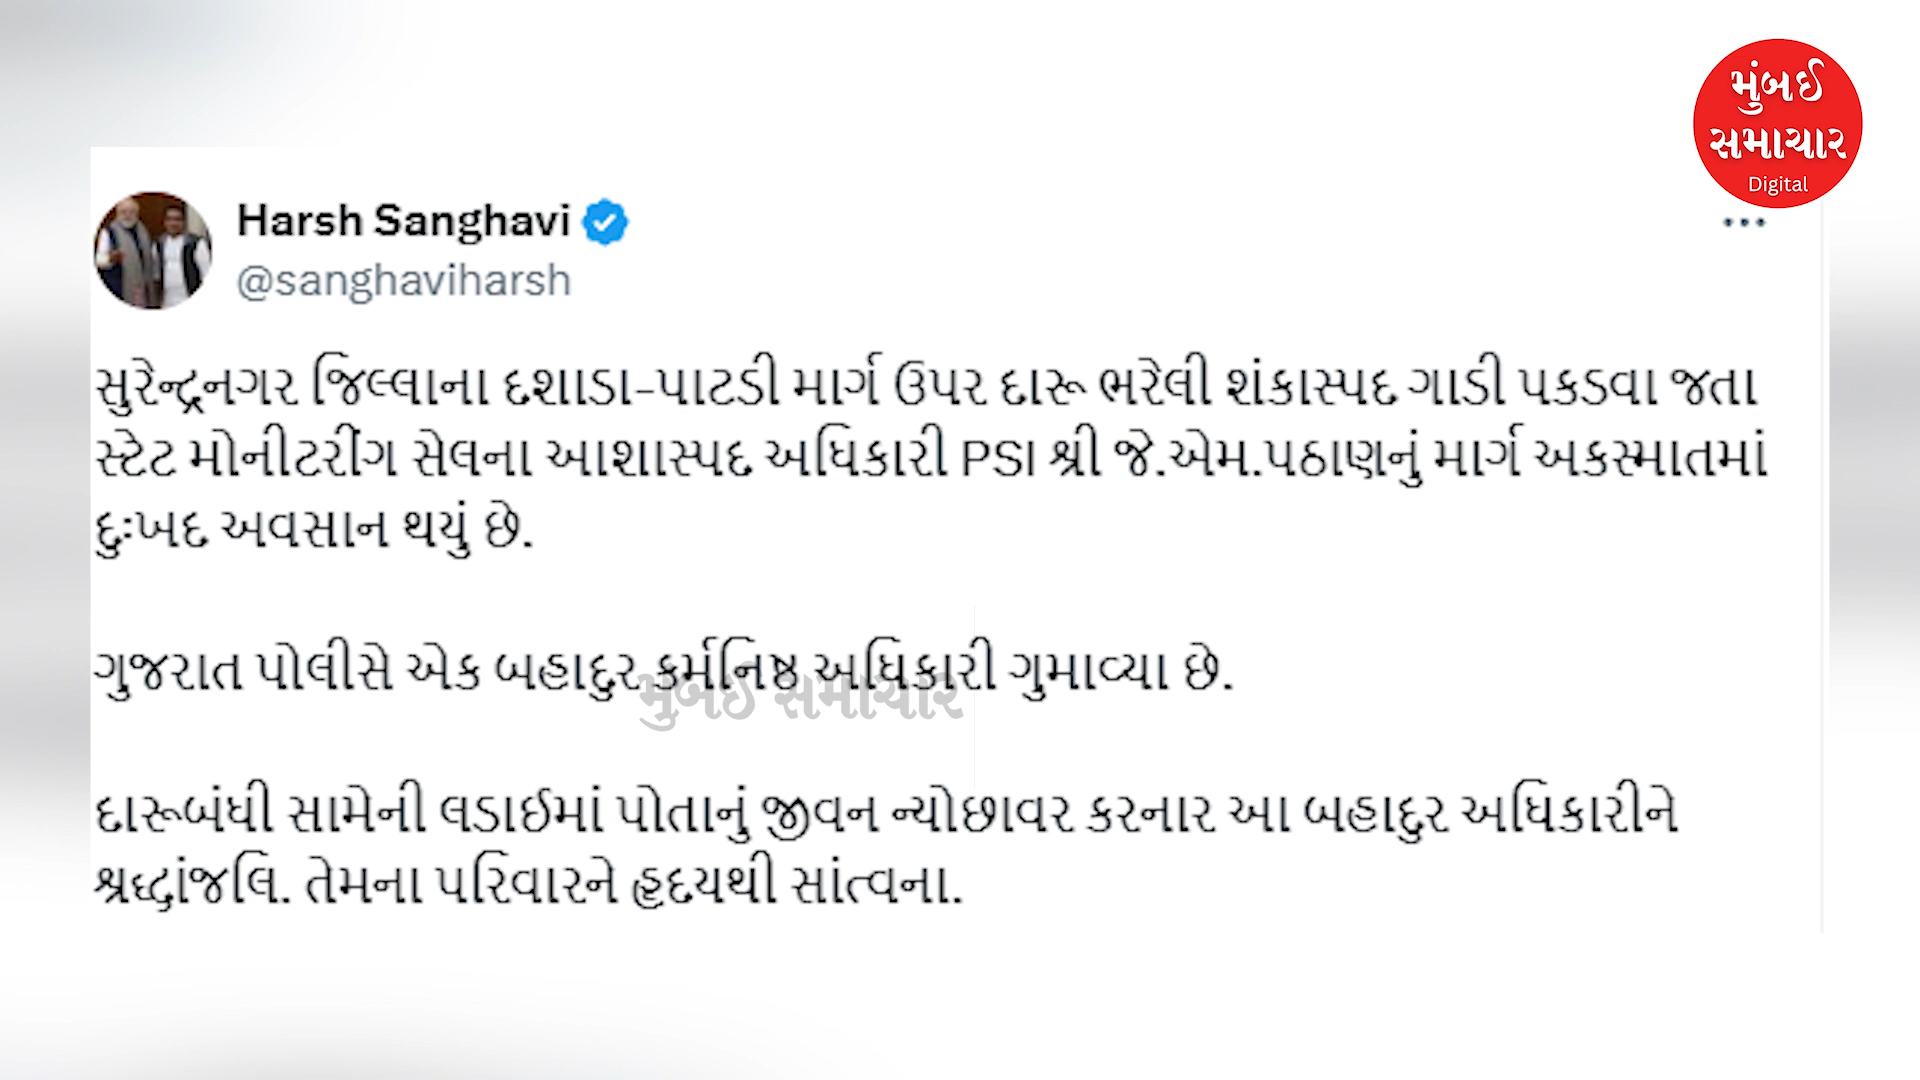 મુંબઈ
સમાચાર
Digital
Harsh Sanghavi
@sanghaviharsh
સુરેન્દ્રનગર જિલ્લાના દશાડા-પાટડી માર્ગ ઉપર દારૂ ભરેલી શંકાસ્પદ ગાડી પકડવા જતા
સ્ટેટ મોનીટરીંગ સેલના આશાસ્પદ અધિકારી PSI શ્રી જે.એમ.પઠાણનું માર્ગ અકસ્માતમાં
દુઃખદ અવસાન થયું છે.
ગુજરાત પોલીસે એક બહાદુર કર્મનિષ્ઠ અધિકારી ગુમાવ્યા છે.
મુંબઈ સમાચાર
દારૂબંધી સામેની લડાઈમાં પોતાનું જીવન ન્યોછાવર કરનાર આ બહાદુર અધિકારીને
શ્રદ્ધાંજલિ. તેમના પરિવારને હૃદયથી સાંત્વના.